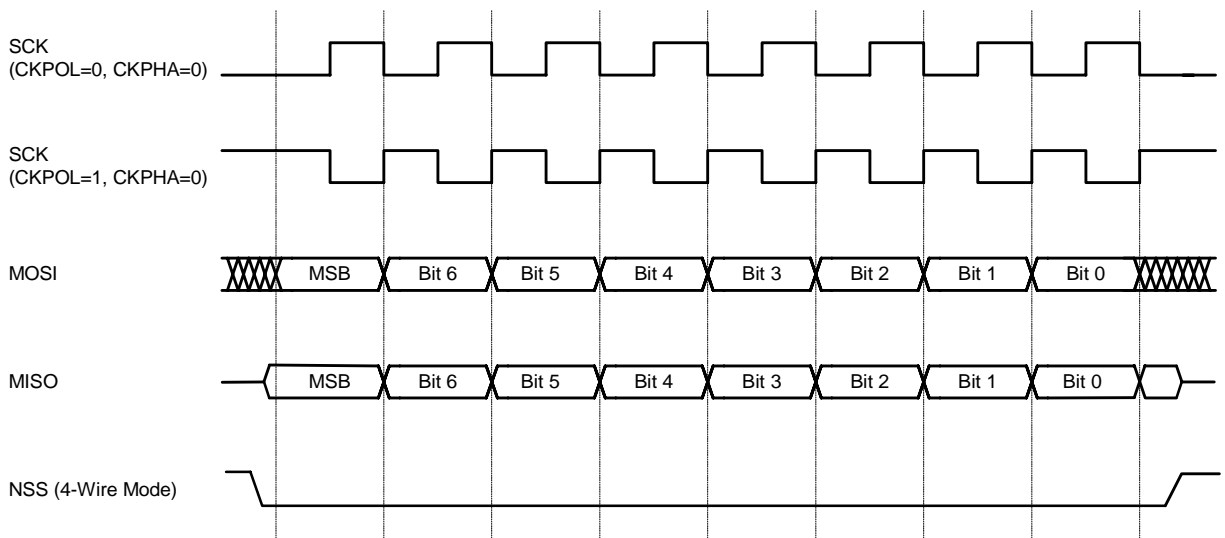 SCK
(CKPOL=0, CKPHA=0)
SCK
(CKPOL=1, CKPHA=0)
MOSI
MSB Bit 6 Bit 5 Bit 4 Bit 3 Bit 2 Bit 1 Bit 0
MISO
MSB Bit 6 Bit 5 Bit 4 Bit 3 Bit 2 Bit 1 Bit 0
NSS (4-Wire Mode)